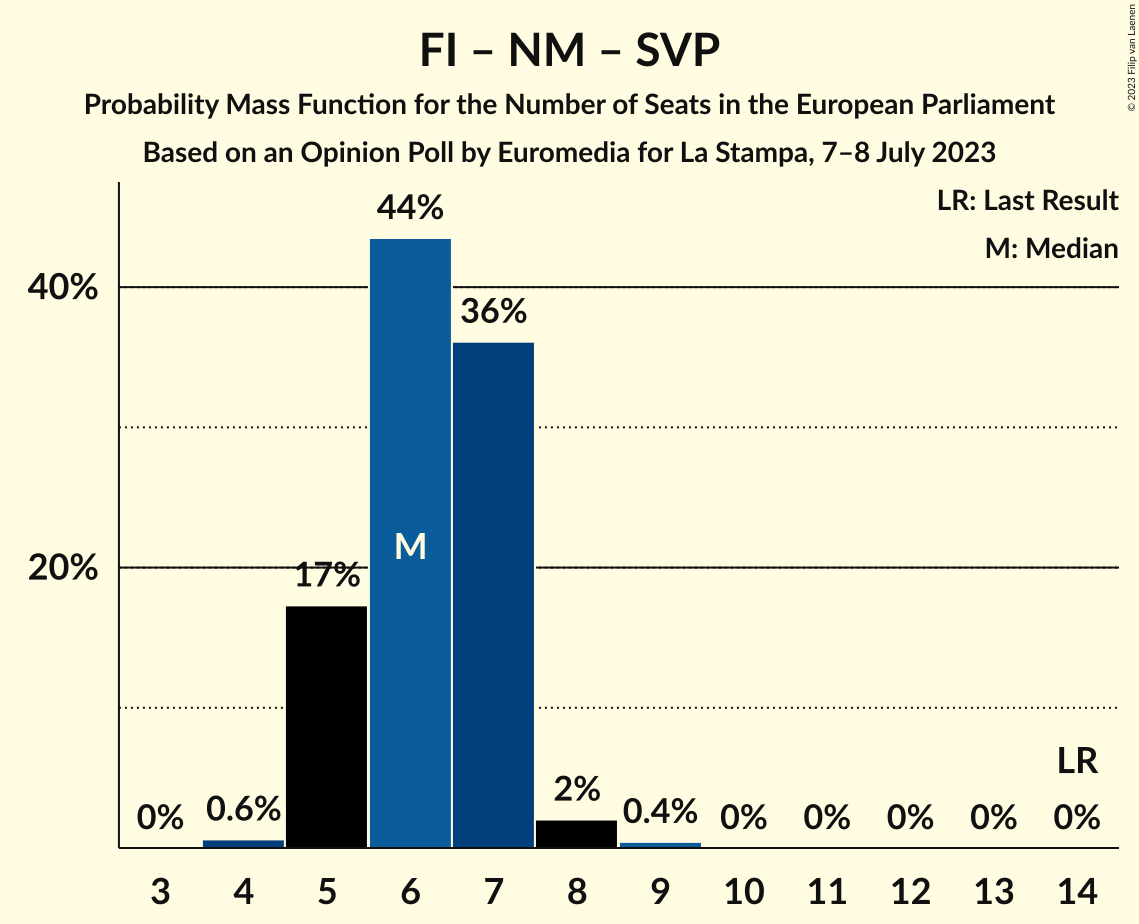 FI – NM – SVP
Probability Mass Function for the Number of Seats in the European Parliament
Based on an Opinion Poll by Euromedia for La Stampa, 7–8 July 2023
© 2023 Filip van Laenen
LR: Last Result
M: Median
44%
40%
36%
M
20%
17%
LR
0% 0.6% 2% 0.4% 0% 0% 0% 0% 0%
3 4 5 6 7 8 9 10 11 12 13 14